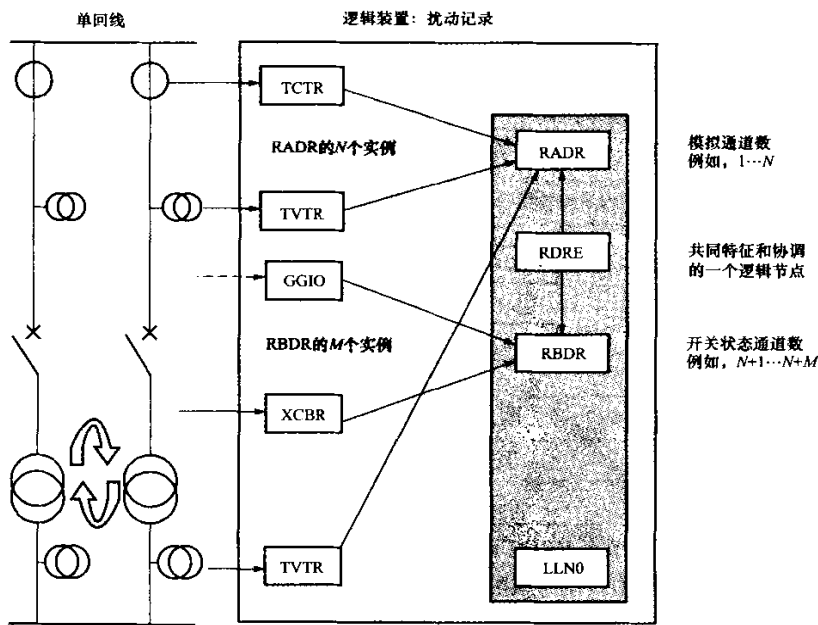 单回线
逻辑装置：扰动记录
TCTR
RADR的N个实例
RADR
模拟通道数
例如，1…N
TVTR
RDRE
共同特征和协调
的一个逻辑节点
GGIO
RBDR的M个实例
RBDR
开关状态通道数
例如，N+1…N+M
XCBR
TVTR
LLN0